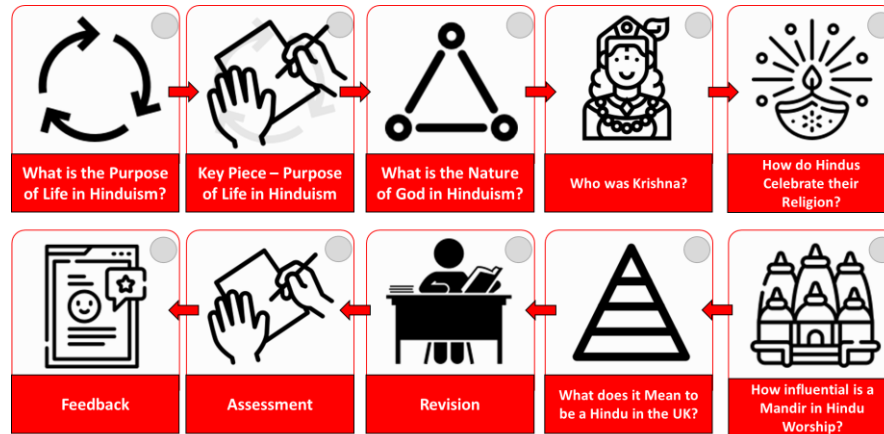 What is the Purpose
of Life in Hinduism?
Key Piece – Purpose
of Life in Hinduism
What is the Nature
of God in Hinduism?
Who was Krishna?
How do Hindus
Celebrate their
Religion?
Feedback
Assessment
Revision
What does it Mean to
be a Hindu in the UK?
How influential is a
Mandir in Hindu
Worship?